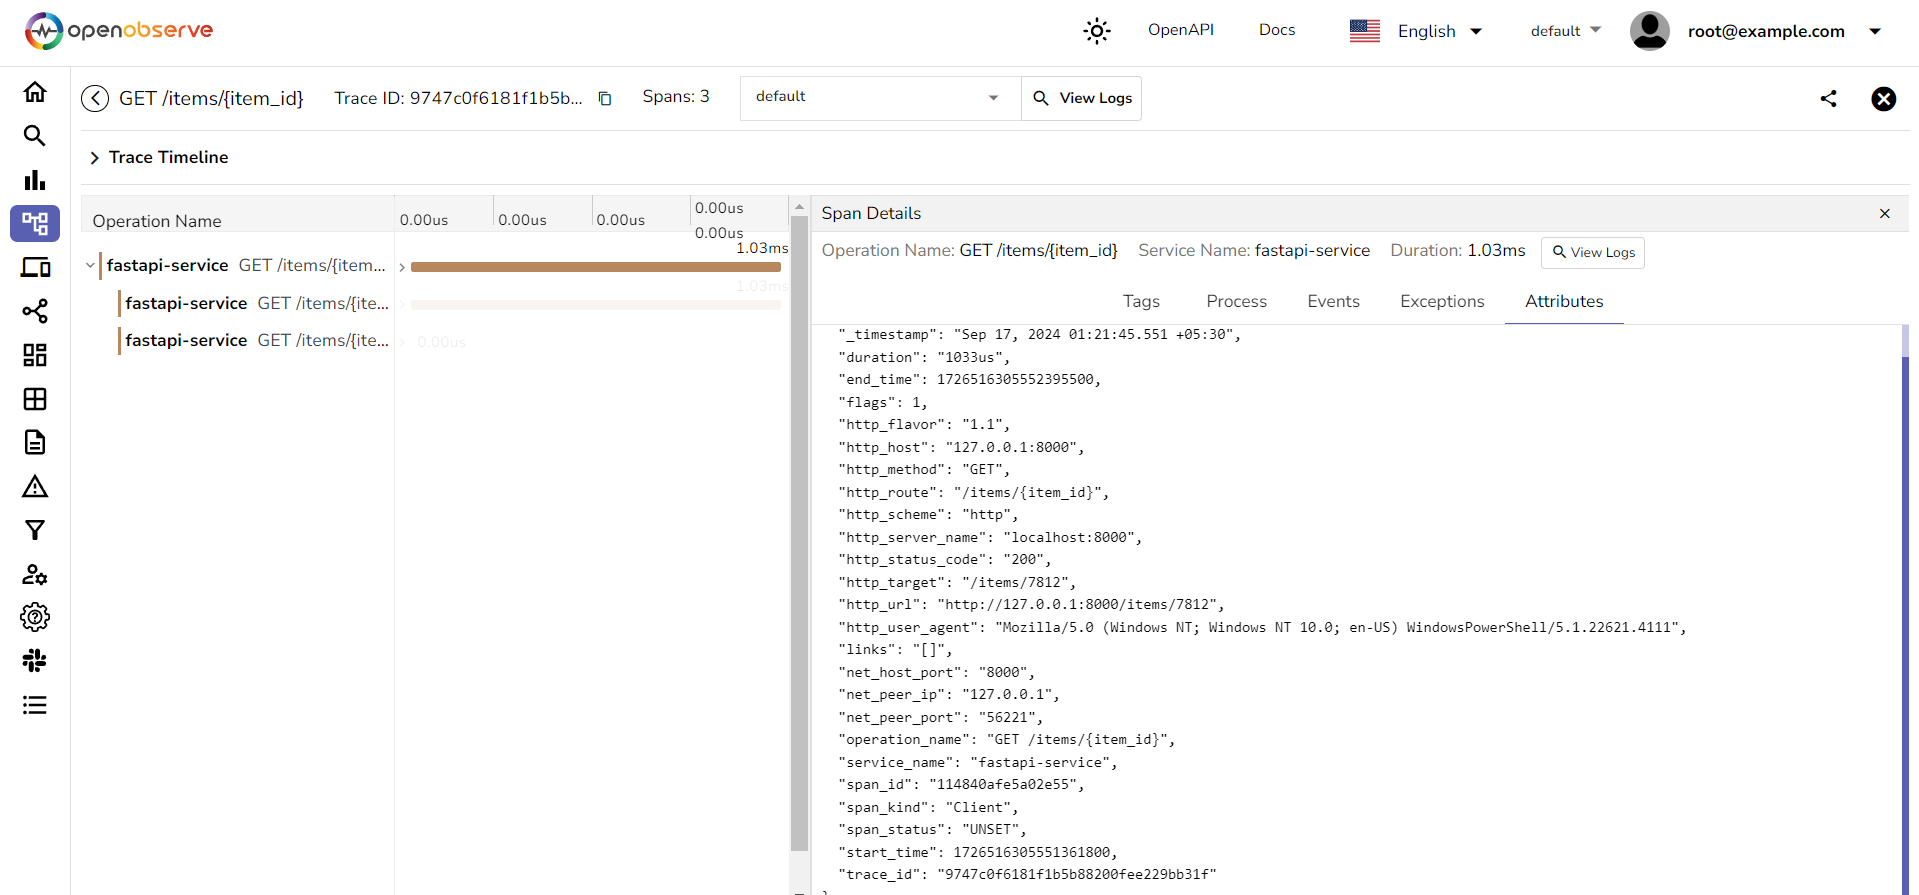 openobserve
OpenAPI
Docs
English
default
root@example.com
GET /items/{item_id}
Trace ID: 9747c0f6181f1b5b...
Spans: 3
default
View Logs
Trace Timeline
Operation Name
0.00us
0.00us
0.00us
0.00us
0.00us
1.03ms
fastapi-service GET /items/{item...
1.03ms
fastapi-service GET /items/{ite...
fastapi-service GET /items/{ite...
0.00us
Span Details
Operation Name: GET /items/{item_id}
Service Name: fastapi-service
Duration: 1.03ms
View Logs
Tags
Process
Events
Exceptions
Attributes
"_timestamp": "Sep 17, 2024 01:21:45.551 +05:30",
"duration": "1033us",
"end_time": 1726516305552395500,
"flags": 1,
"http_flavor": "1.1",
"http_host": "127.0.0.1:8000",
"http_method": "GET",
"http_route": "/items/{item_id}",
"http_scheme": "http",
"http_server_name": "localhost:8000",
"http_status_code": "200",
"http_target": "/items/7812",
"http_url": "http://127.0.0.1:8000/items/7812",
"http_user_agent": "Mozilla/5.0 (Windows NT; Windows NT 10.0; en-US) WindowsPowerShell/5.1.22621.4111",
"links": "[]",
"net_host_port": "8000",
"net_peer_ip": "127.0.0.1",
"net_peer_port": "56221",
"operation_name": "GET /items/{item_id}",
"service_name": "fastapi-service",
"span_id": "114840afe5a02e55",
"span_kind": "Client",
"span_status": "UNSET",
"start_time": 1726516305551361800,
"trace_id": "9747c0f6181f1b5b88200fee229bb31f"